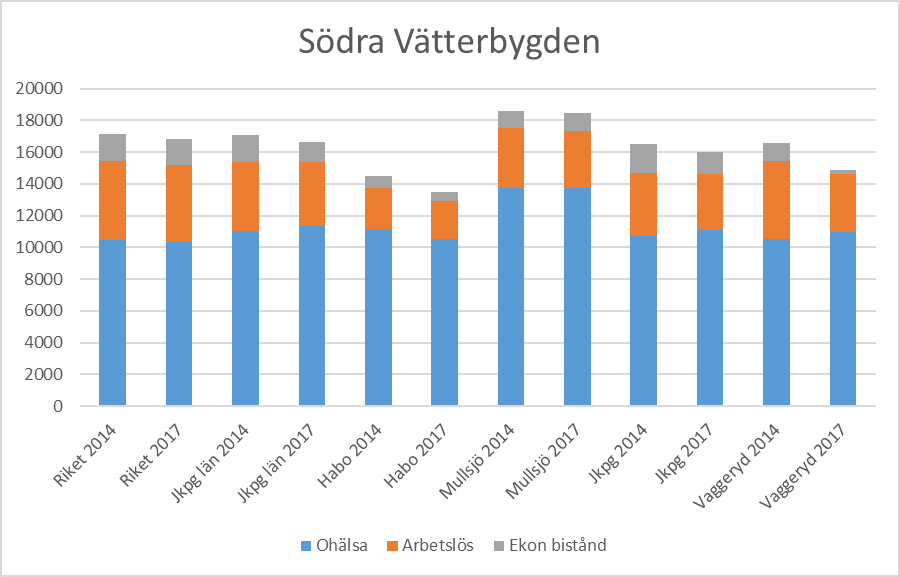 Södra Vätterbygden
20000
18000
16000
14000
12000
10000
8000
6000
4000
2000
0
Riket 2014
Riket 2017
Jkpg län 2014
Jkpg län 2017
Habo 2014
Habo 2017
Mullsjö 2014
Mullsjö 2017
Jkpg 2014
Jkpg 2017
Vaggeryd 2014
Vaggeryd 2017
Ohälsa Arbetslös Ekon bistånd